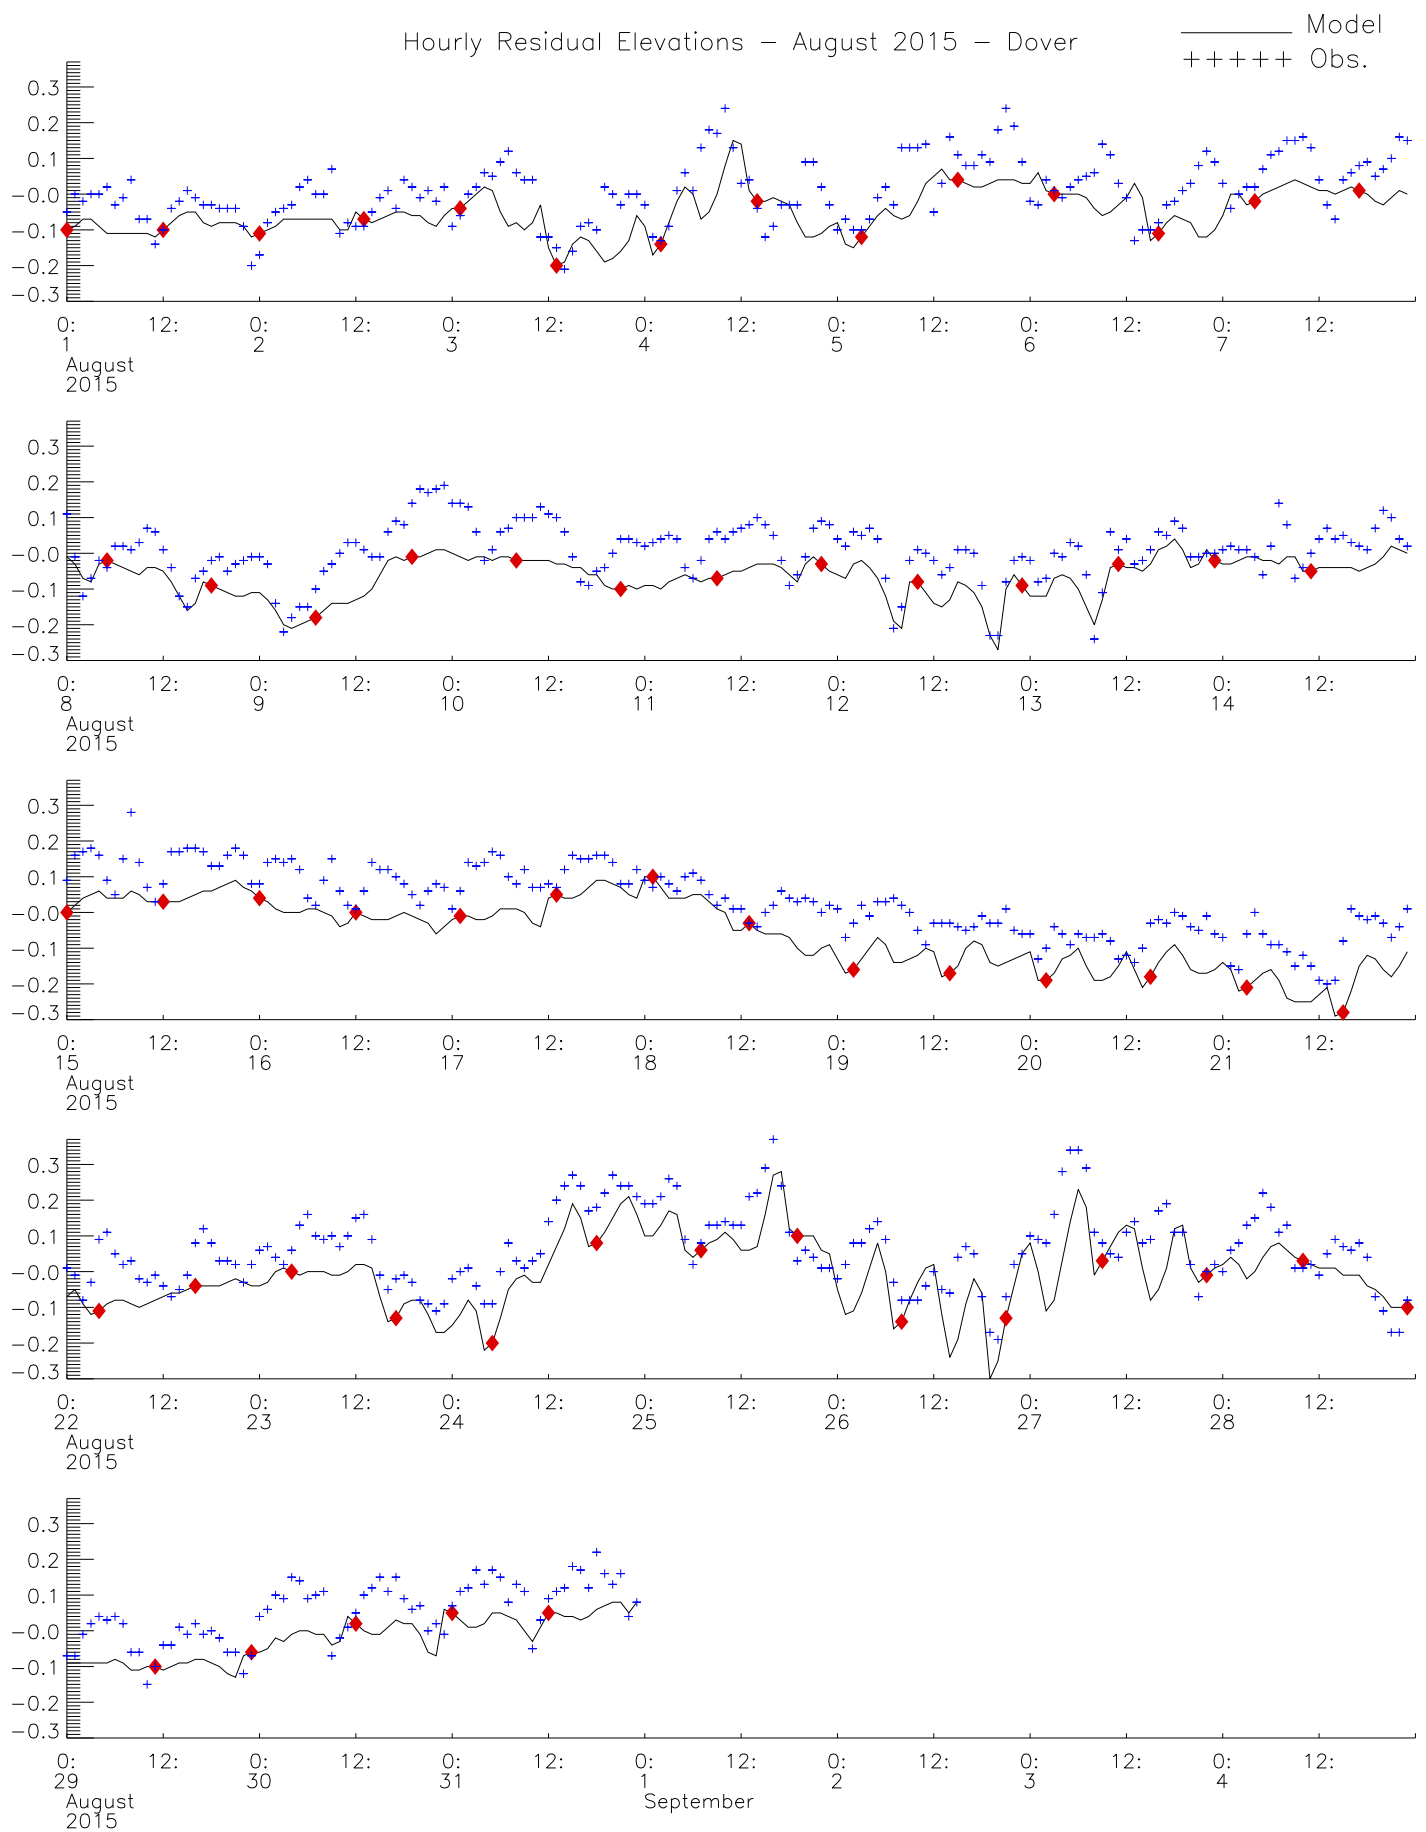 Hourly Residual Elevations – August 2015 – Dover
Model
+++++ Obs.
0.3
0.2
0.1
−0.0
−0.1
−0.2
−0.3
0: 12: 0: 12: 0: 12: 0: 12: 0: 12: 0: 12: 0: 12:
1 2 3 4 5 6 7
August
2015
0.3
0.2
0.1
−0.0
−0.1
−0.2
−0.3
0: 12: 0: 12: 0: 12: 0: 12: 0: 12: 0: 12: 0: 12:
8 9 10 11 12 13 14
August
2015
0.3
0.2
0.1
−0.0
−0.1
−0.2
−0.3
0: 12: 0: 12: 0: 12: 0: 12: 0: 12: 0: 12: 0: 12:
15 16 17 18 19 20 21
August
2015
0.3
0.2
0.1
−0.0
−0.1
−0.2
−0.3
0: 12: 0: 12: 0: 12: 0: 12: 0: 12: 0: 12: 0: 12:
22 23 24 25 26 27 28
August
2015
0.3
0.2
0.1
−0.0
−0.1
−0.2
−0.3
0: 12: 0: 12: 0: 12: 0: 12: 0: 12: 0: 12: 0: 12:
29 30 31 1 2 3 4
August September
2015